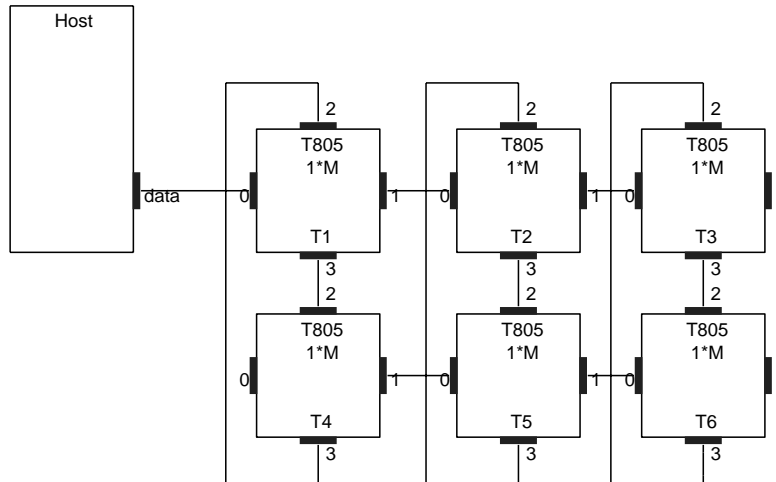 Host
2 2 2
T805 T805 T805
1*M 1*M 1*M
data 0 1 0 1 0
T1 T2 T3
3 3 3
2 2 2
T805 T805 T805
1*M 1*M 1*M
0 1 0 1 0
T4 T5 T6
3 3 3